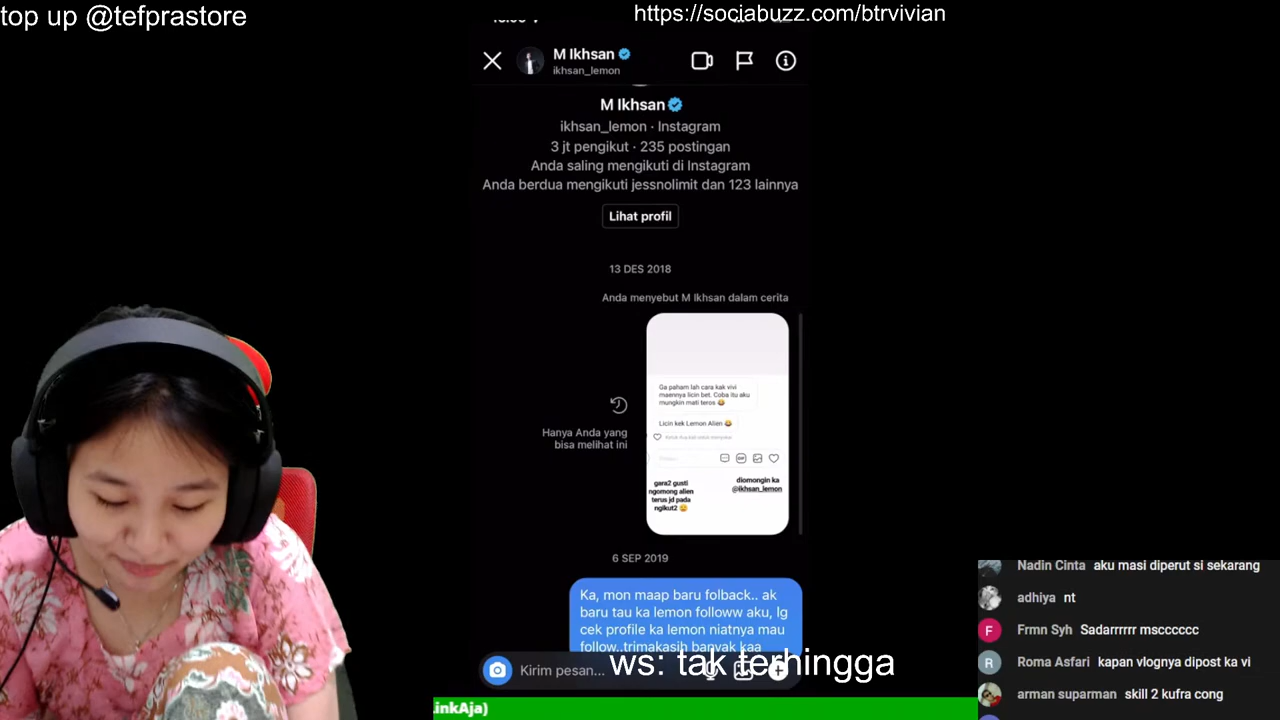 top up @tefprastore
https://sociabuzz.com/btrvivian
M Ikhsan
ikhsan_lemon
M Ikhsan
ikhsan_lemon · Instagram
3 jt pengikut · 235 postingan
Anda saling mengikuti di Instagram
Anda berdua mengikuti jessnolimit dan 123 lainnya
Lihat profil
13 DES 2018
Anda menyebut M Ikhsan dalam cerita
Ga paham lah cara kak vivi
maennya licin bet. Coba itu aku
mungkin mati teros 😂
Licin kek Lemon Alien 😂
gara2 gusti
ngomong alien
terus jd pada
ngikut2
diomongin ka
@ikhsan_lemon
Hanya Anda yang
bisa melihat ini
6 SEP 2019
Ka, mon maap baru folback.. ak
baru tau ka lemon followw aku, lg
cek profile ka lemon niatnya mau
follow..trimakasih banyak kaa
Kirim pesan...
ws: tak terhingga
.inkAja)
Nadin Cinta aku masi diperut si sekarang
adhiya nt
Frmn Syh Sadarrrrrr mscccccc
Roma Asfari kapan vlognya dipost ka vi
arman suparman skill 2 kufra cong